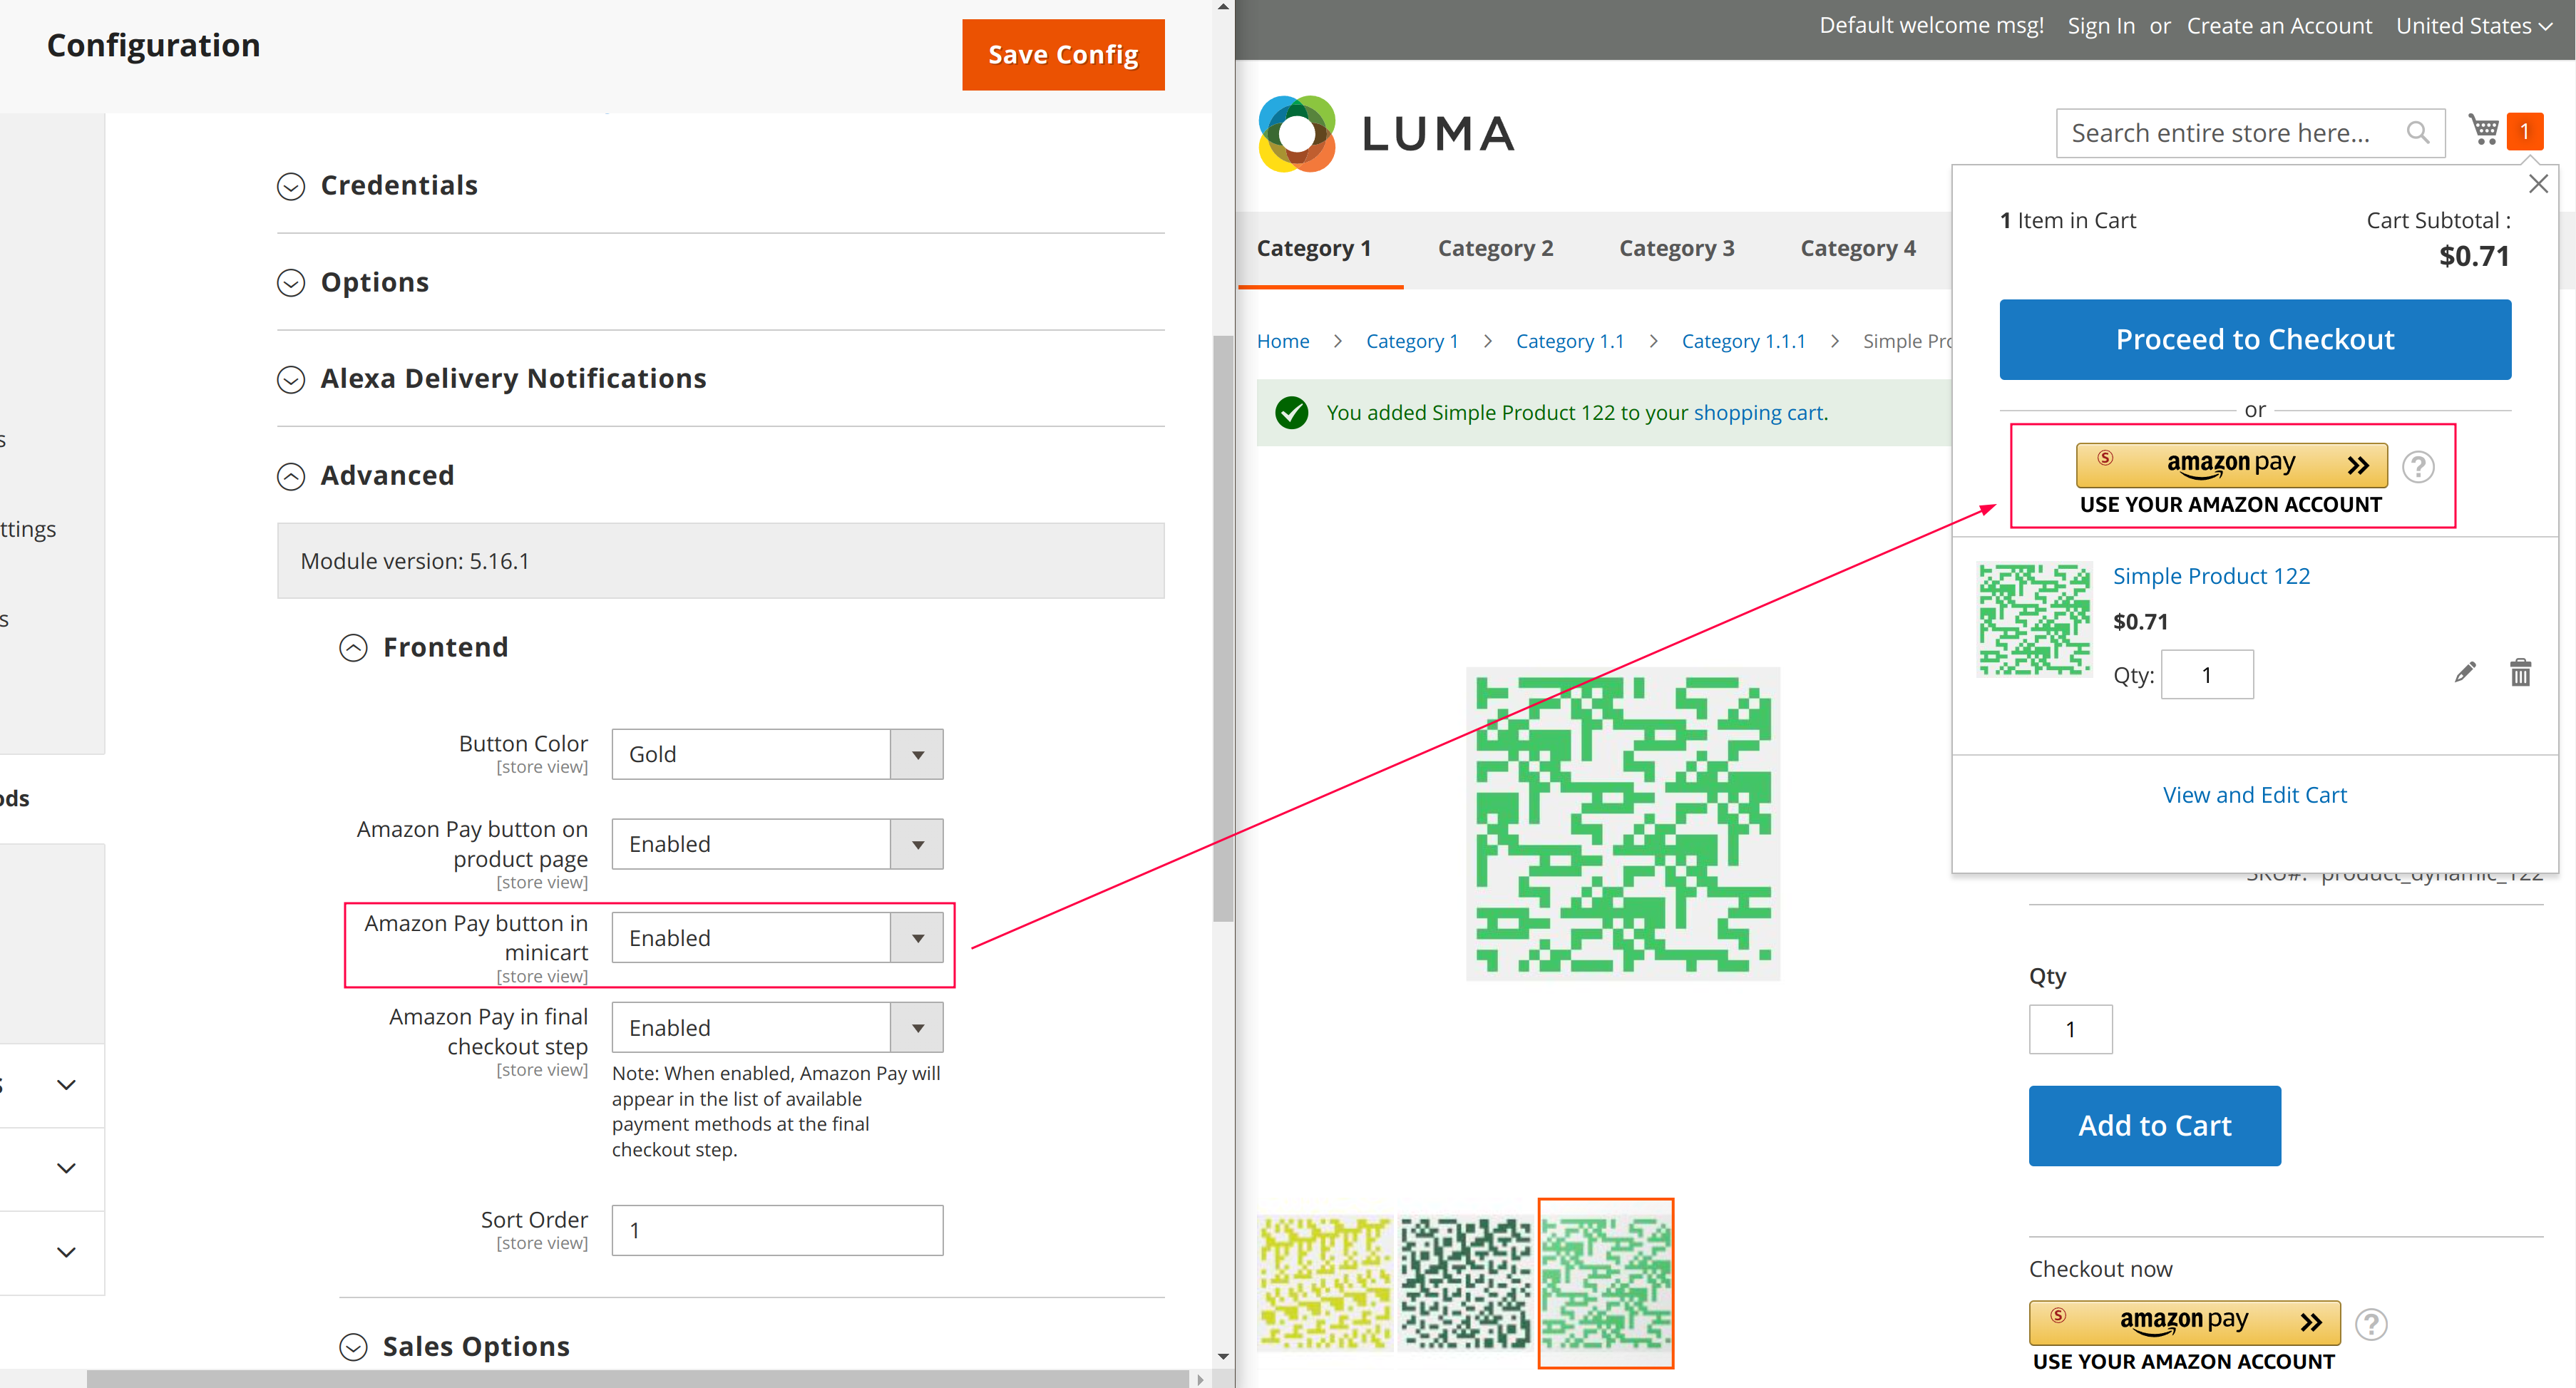 Configuration
Save Config
Credentials
Options
Alexa Delivery Notifications
Advanced
Module version: 5.16.1
Frontend
Button Color
[store view]
Gold
Amazon Pay button on
product page
[store view]
Enabled
Amazon Pay button in
minicart
[store view]
Enabled
Amazon Pay in final
checkout step
[store view]
Enabled
Note: When enabled, Amazon Pay will
appear in the list of available
payment methods at the final
checkout step.
Sort Order
[store view]
1
Sales Options
s
ttings
s
ods
Default welcome msg! Sign In or Create an Account United States
LUMA
Search entire store here...
1
Category 1 Category 2 Category 3 Category 4
Home Category 1 Category 1.1 Category 1.1.1 Simple Pro
You added Simple Product 122 to your shopping cart.
1 Item in Cart
Cart Subtotal :
$0.71
Proceed to Checkout
or
S amazon pay
?
USE YOUR AMAZON ACCOUNT
Simple Product 122
$0.71
Qty: 1
View and Edit Cart
SKU#: product_dynamic_122
Qty
1
Add to Cart
Checkout now
S amazon pay
?
USE YOUR AMAZON ACCOUNT